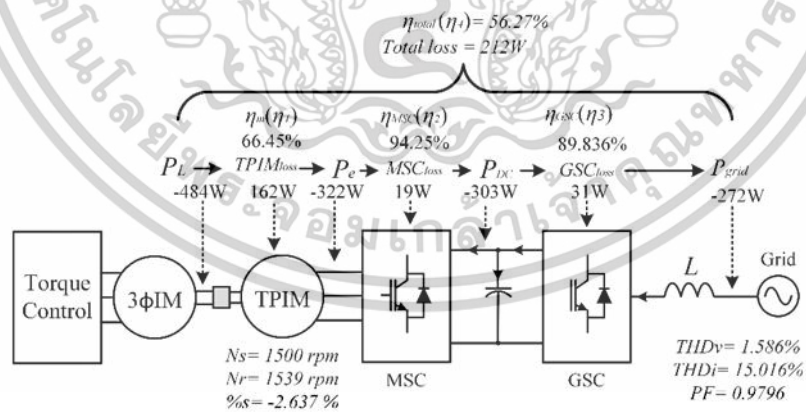 ηtotal(η4)= 56.27%
Total loss = 212W
ηm(η1) ηMSC(η2) ηGSC(η3)
66.45% 94.25% 89.836%
PL TPIMloss Pe MSCloss PDC GSCloss Pgrid
-484W 162W -322W 19W -303W 31W -272W
Torque
Control
3ϕIM
TPIM
L
Grid
Ns= 1500 rpm
Nr= 1539 rpm
%s= -2.637 %
MSC
GSC
THDv= 1.586%
THDi= 15.016%
PF= 0.9796